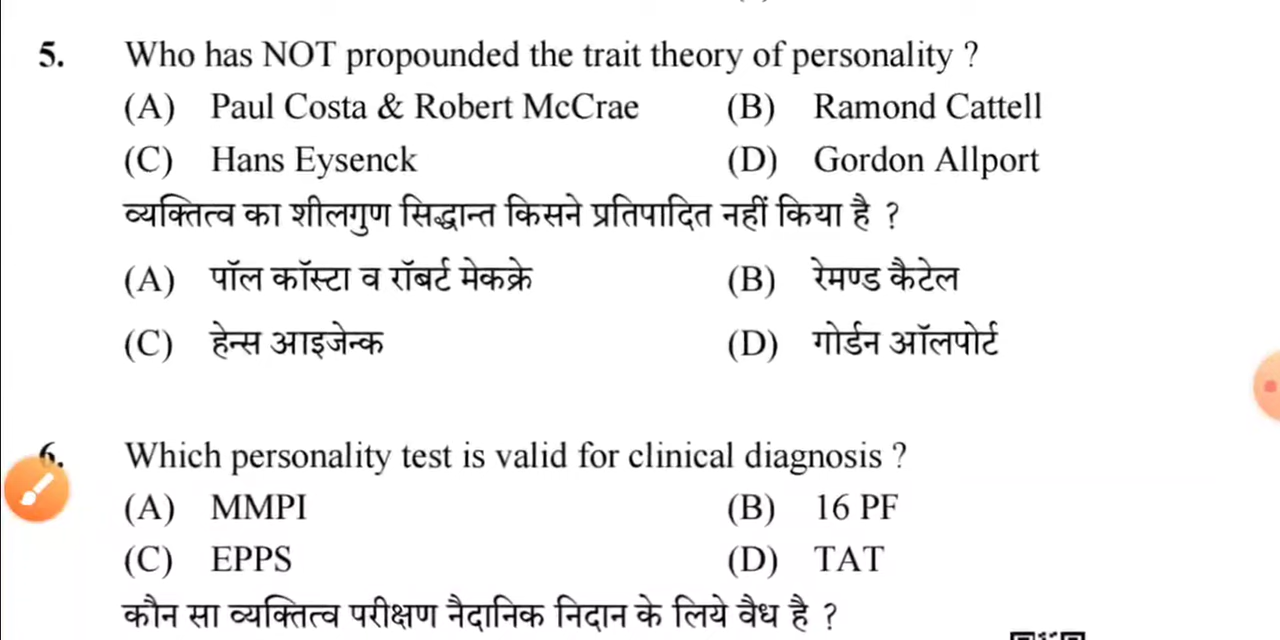 5. Who has NOT propounded the trait theory of personality ?
(A) Paul Costa & Robert McCrae (B) Ramond Cattell
(C) Hans Eysenck (D) Gordon Allport
व्यक्तित्व का शीलगुण सिद्धान्त किसने प्रतिपादित नहीं किया है ?
(A) पॉल कॉस्टा व रॉबर्ट मेकक्रे (B) रेमण्ड कैटेल
(C) हेन्स आइजेन्क (D) गोर्डन ऑलपोर्ट
6. Which personality test is valid for clinical diagnosis ?
(A) MMPI (B) 16 PF
(C) EPPS (D) TAT
कौन सा व्यक्तित्व परीक्षण नैदानिक निदान के लिये वैध है ?